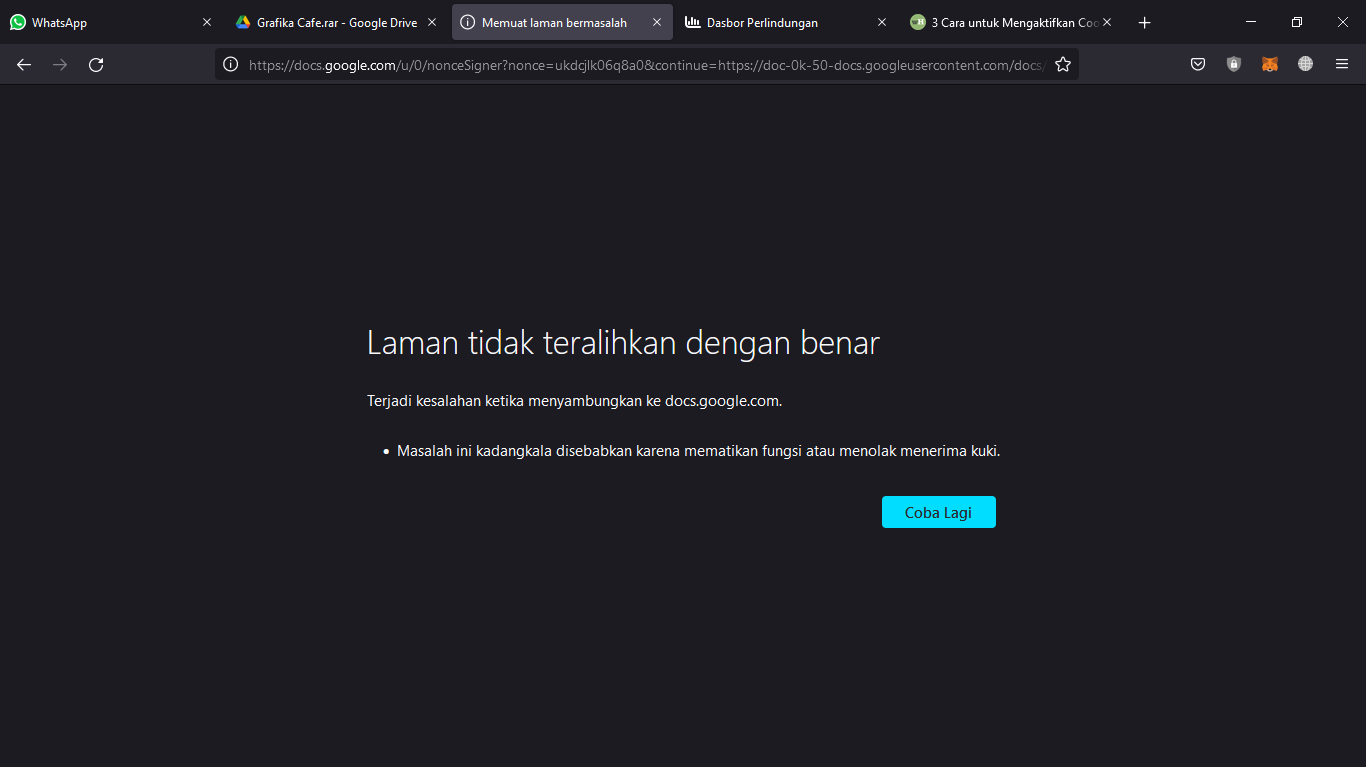 WhatsApp
Grafika Cafe.rar - Google Drive
Memuat laman bermasalah
Dasbor Perlindungan
3 Cara untuk Mengaktifkan Coo
https://docs.google.com/u/0/nonceSigner?nonce=ukdcjlk06q8a0&continue=https://doc-0k-50-docs.googleusercontent.com/docs/
Laman tidak teralihkan dengan benar
Terjadi kesalahan ketika menyambungkan ke docs.google.com.
• Masalah ini kadangkala disebabkan karena mematikan fungsi atau menolak menerima kuki.
Coba Lagi